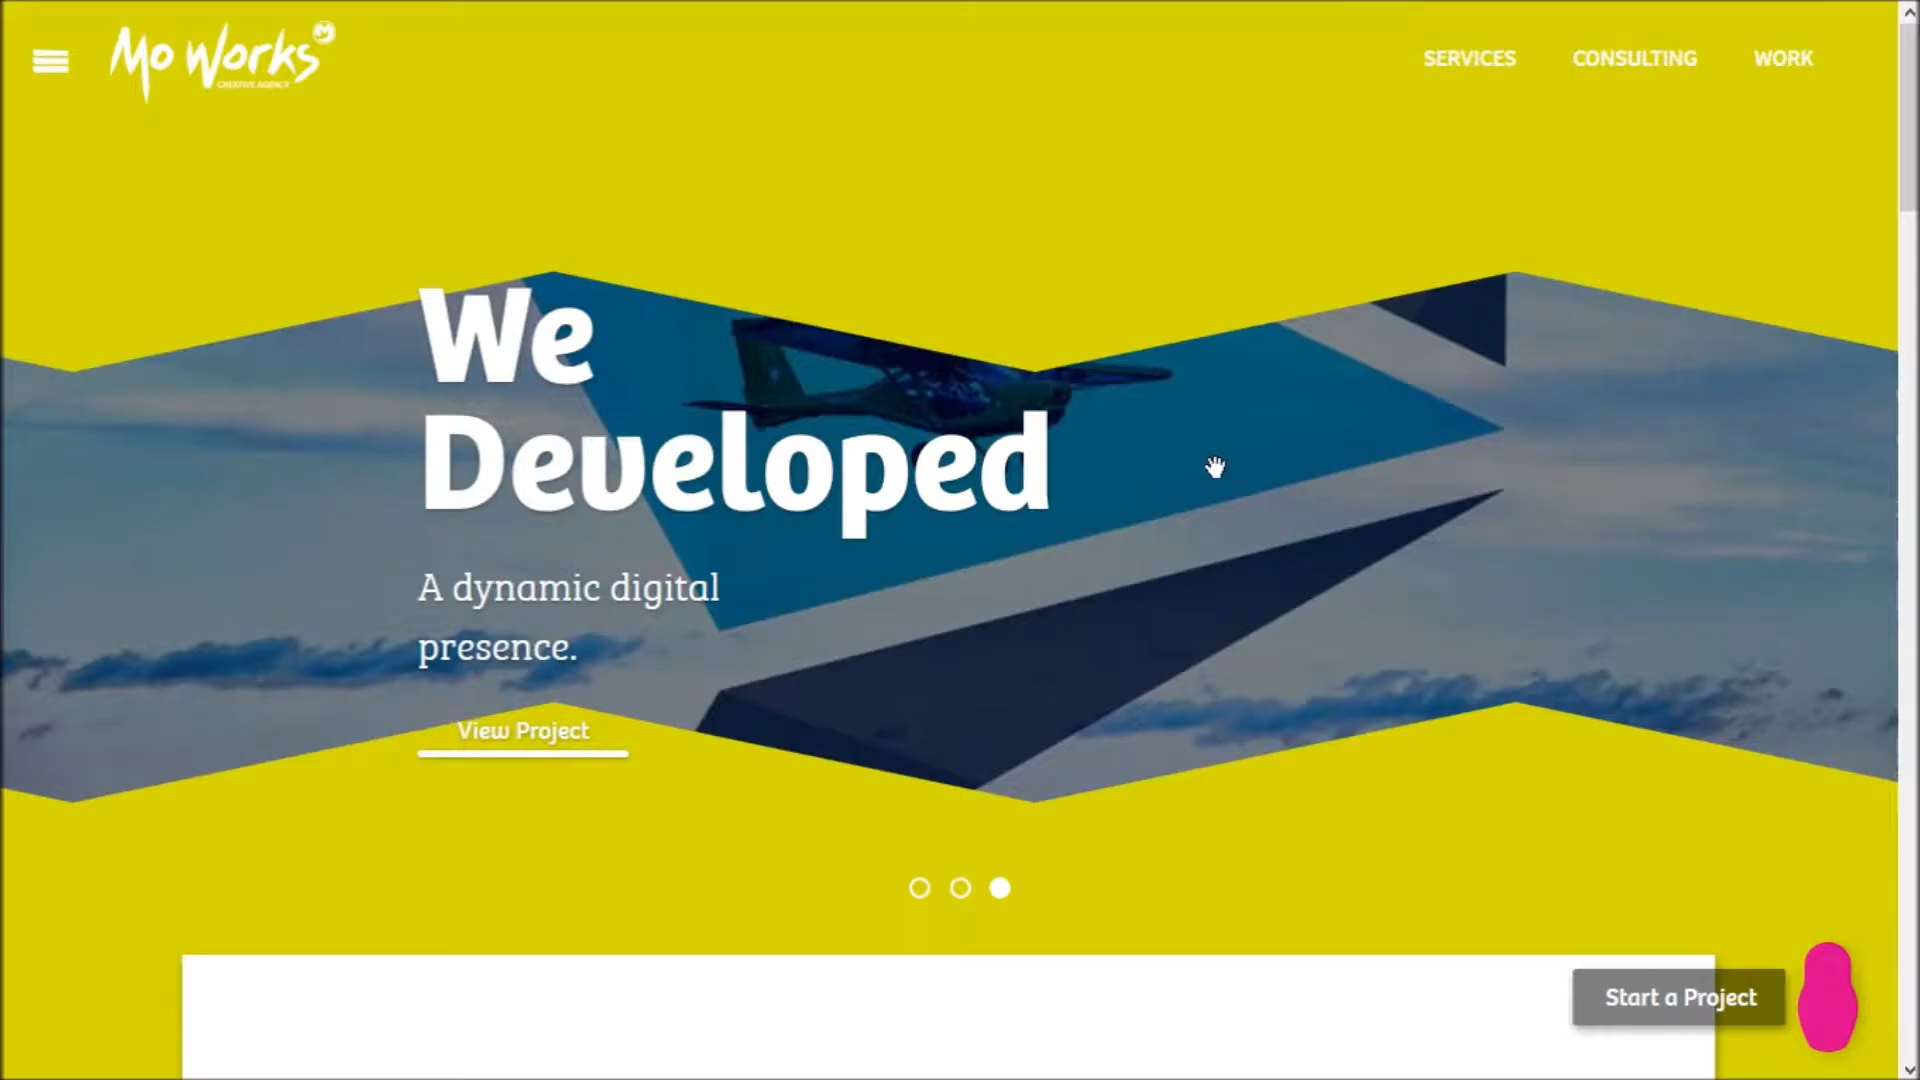 Mo Works
CREATIVE AGENCY
SERVICES
CONSULTING
WORK
We
Developed
A dynamic digital
presence.
View Project
Start a Project